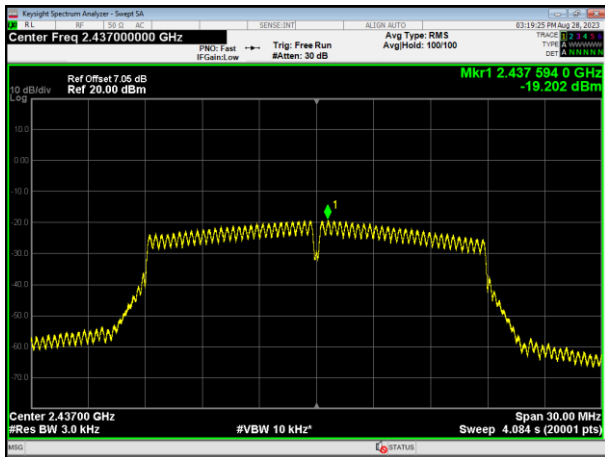 Keysight Spectrum Analyzer - Swept SA
RL RF 50 Ω AC SENSE:INT ALIGN AUTO 03:19:25 PM Aug 28, 2023
Center Freq 2.437000000 GHz
PNO: Fast
IFGain:Low
Trig: Free Run
#Atten: 30 dB
Avg Type: RMS
Avg|Hold: 100/100
TRACE 1 2 3 4 5 6
TYPE A WWWWW
DET A N N N N N
Ref Offset 7.05 dB
Ref 20.00 dBm
Mkr1 2.437 594 0 GHz
-19.202 dBm
10 dB/div
Log
10.0
0.00
-10.0
1
-20.0
-30.0
-40.0
-50.0
-60.0
-70.0
Center 2.43700 GHz
Span 30.00 MHz
#Res BW 3.0 kHz
#VBW 10 kHz*
Sweep 4.084 s (20001 pts)
MSG
STATUS